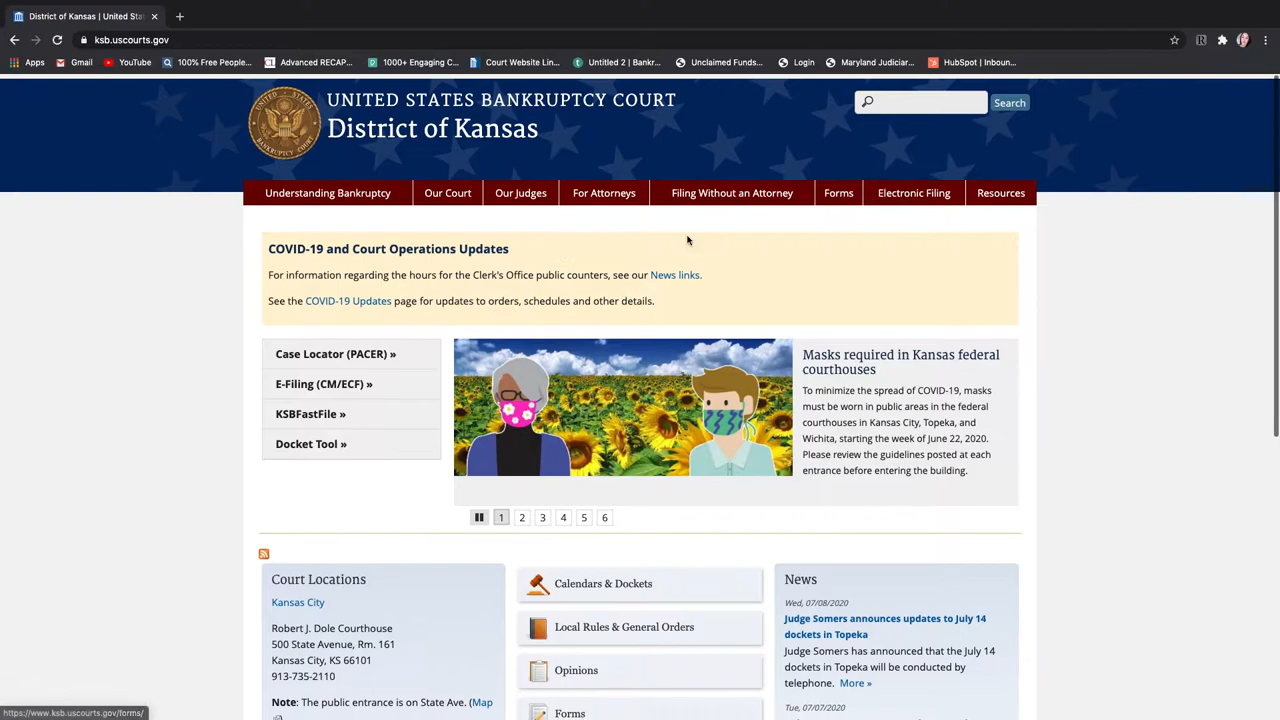 District of Kansas | United Sta
ksb.uscourts.gov
Apps
Gmail
YouTube
100% Free People...
Advanced RECAP...
1000+ Engaging C...
Court Website Lin...
Untitled 2 | Bankr...
Unclaimed Funds...
Login
Maryland Judiciar...
HubSpot | Inboun...
UNITED STATES BANKRUPTCY COURT
District of Kansas
Search
Understanding Bankruptcy
Our Court
Our Judges
For Attorneys
Filing Without an Attorney
Forms
Electronic Filing
Resources
COVID-19 and Court Operations Updates
For information regarding the hours for the Clerk's Office public counters, see our News links.
See the COVID-19 Updates page for updates to orders, schedules and other details.
Case Locator (PACER) »
E-Filing (CM/ECF) »
KSBFastFile »
Docket Tool »
Masks required in Kansas federal
courthouses
To minimize the spread of COVID-19, masks
must be worn in public areas in the federal
courthouses in Kansas City, Topeka, and
Wichita, starting the week of June 22, 2020.
Please review the guidelines posted at each
entrance before entering the building.
1 2 3 4 5 6
Court Locations
Kansas City
Robert J. Dole Courthouse
500 State Avenue, Rm. 161
Kansas City, KS 66101
913-735-2110
Note: The public entrance is on State Ave. (Map
Calendars & Dockets
Local Rules & General Orders
Opinions
Forms
News
Wed, 07/08/2020
Judge Somers announces updates to July 14
dockets in Topeka
Judge Somers has announced that the July 14
dockets in Topeka will be conducted by
telephone. More »
Tue, 07/07/2020
https://www.ksb.uscourts.gov/forms/